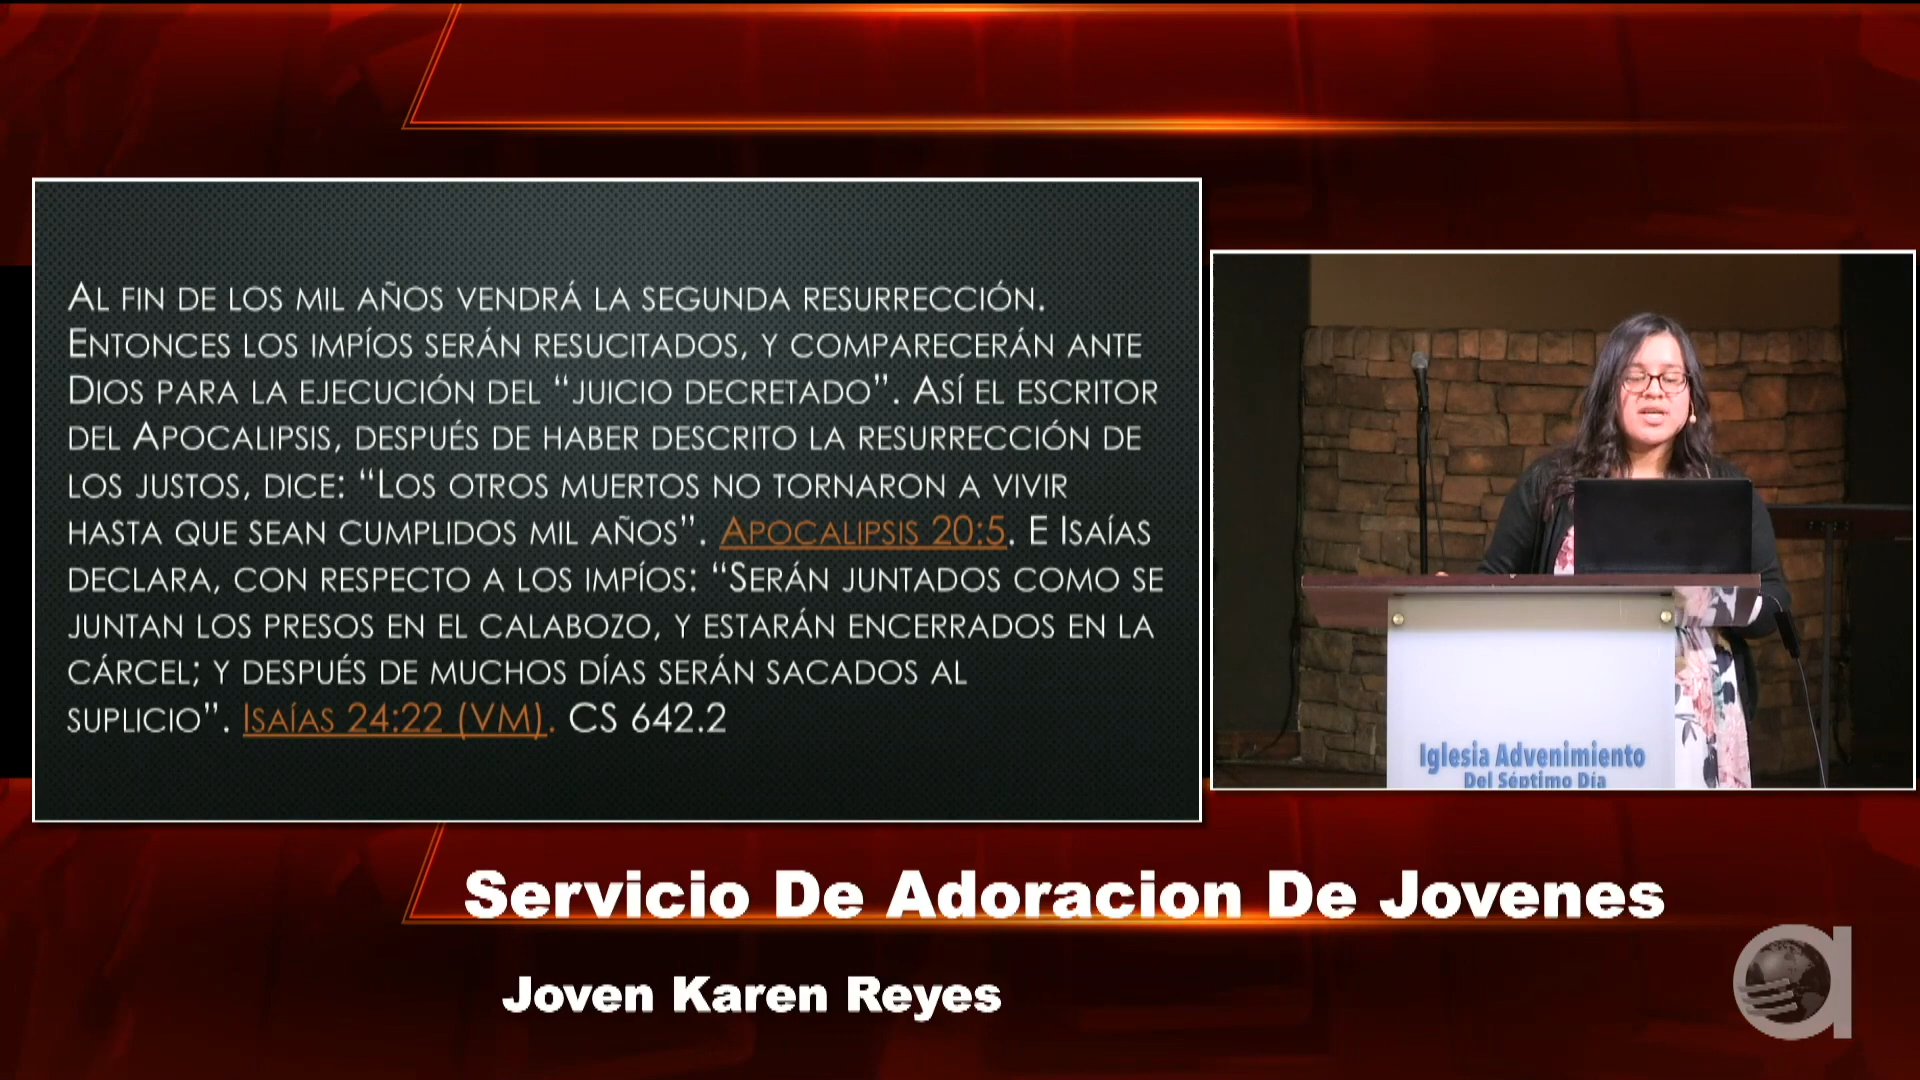 Al fin de los mil años vendrá la segunda resurrección.
Entonces los impíos serán resucitados, y comparecerán ante
Dios para la ejecución del “juicio decretado”. Así el escritor
del Apocalipsis, después de haber descrito la resurrección de
los justos, dice: “Los otros muertos no tornaron a vivir
hasta que sean cumplidos mil años”. Apocalipsis 20:5. E Isaías
declara, con respecto a los impíos: “Serán juntados como se
juntan los presos en el calabozo, y estarán encerrados en la
cárcel; y después de muchos días serán sacados al
suplicio”. Isaías 24:22 (VM). CS 642.2
Iglesia Advenimiento
Del Séptimo Día
Servicio De Adoracion De Jovenes
Joven Karen Reyes